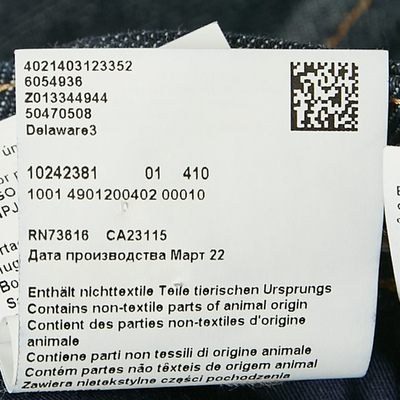 4021403123352
6054936
Z013344944
50470508
Delaware3
10242381 01 410
1001 4901200402 00010
RN73616 CA23115
Дата производства Март 22
Enthält nichttextile Teile tierischen Ursprungs
Contains non-textile parts of animal origin
Contient des parties non-textiles d'origine
animale
Contiene parti non tessili di origine animale
Contém partes não têxteis de origem animal
Zawiera nietekstylne części pochodzenia